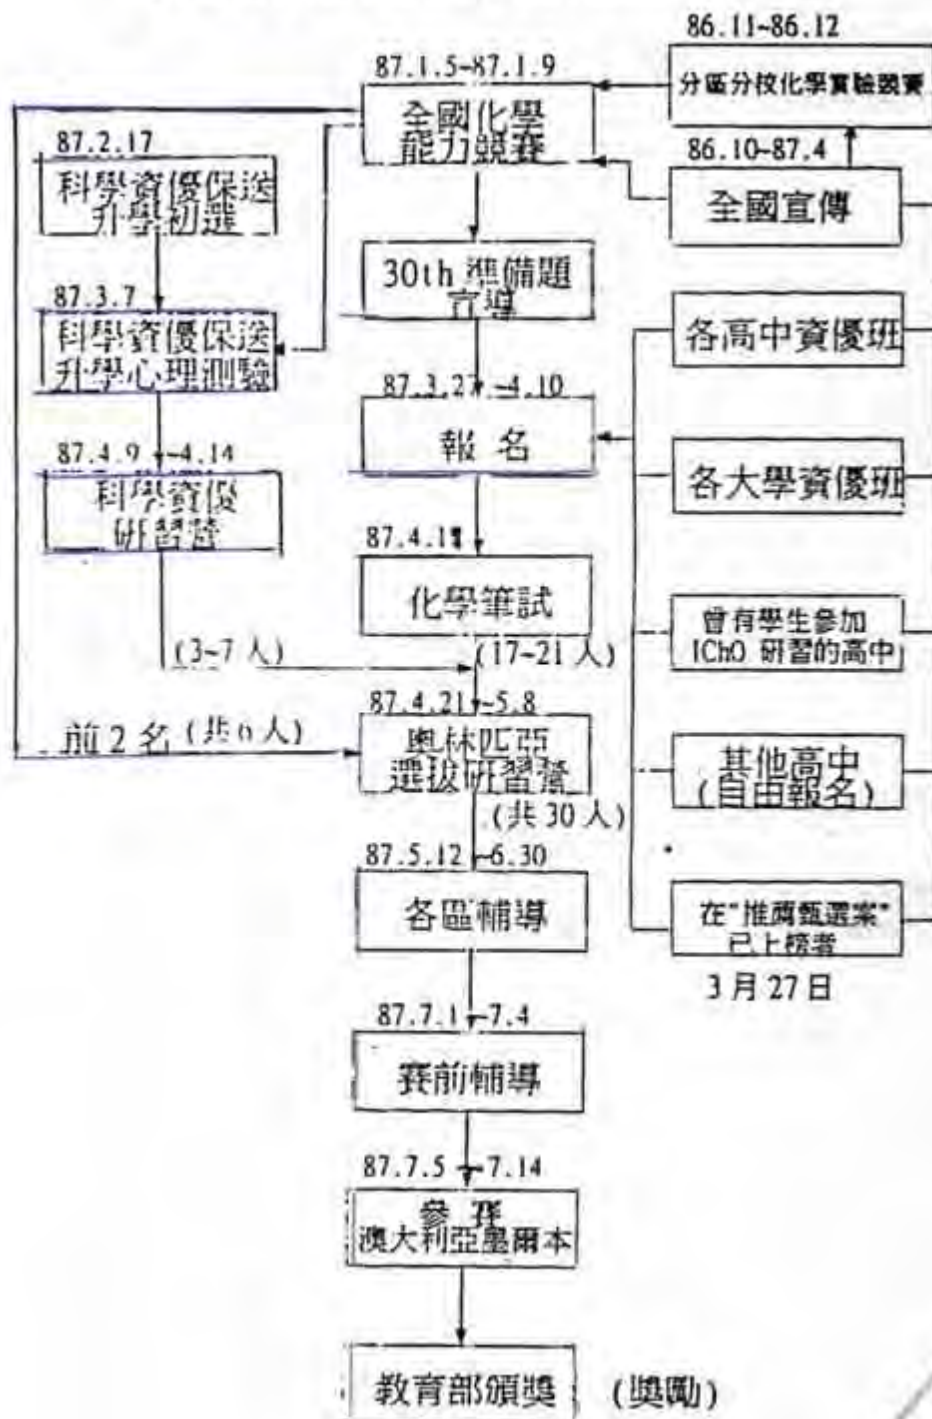 86.11~86.12
分區分校化學實驗競賽
87.1.5~87.1.9
全國化學
能力競賽
86.10~87.4
全國宣傳
87.2.17
科學資優保送
升學初選
30th 準備題
宣導
87.3.7
科學資優保送
升學心理測驗
各高中資優班
87.3.27 ~4.10
報名
87.4.9 ~4.14
科學資優
研習營
各大學資優班
87.4.1
化學筆試
(3~7人)
(17~21人)
曾有學生參加
IChO 研習的高中
87.4.21~5.8
奧林匹亞
選拔研習營
前2名 (共 人)
(共30人)
其他高中
(自由報名)
87.5.12 ~6.30
各區輔導
在"推薦甄選案"
已上榜者
3月27日
87.7.1 ~7.4
賽前輔導
87.7.5 ~7.14
參賽
澳大利亞墨爾本
教育部頒獎 (獎勵)